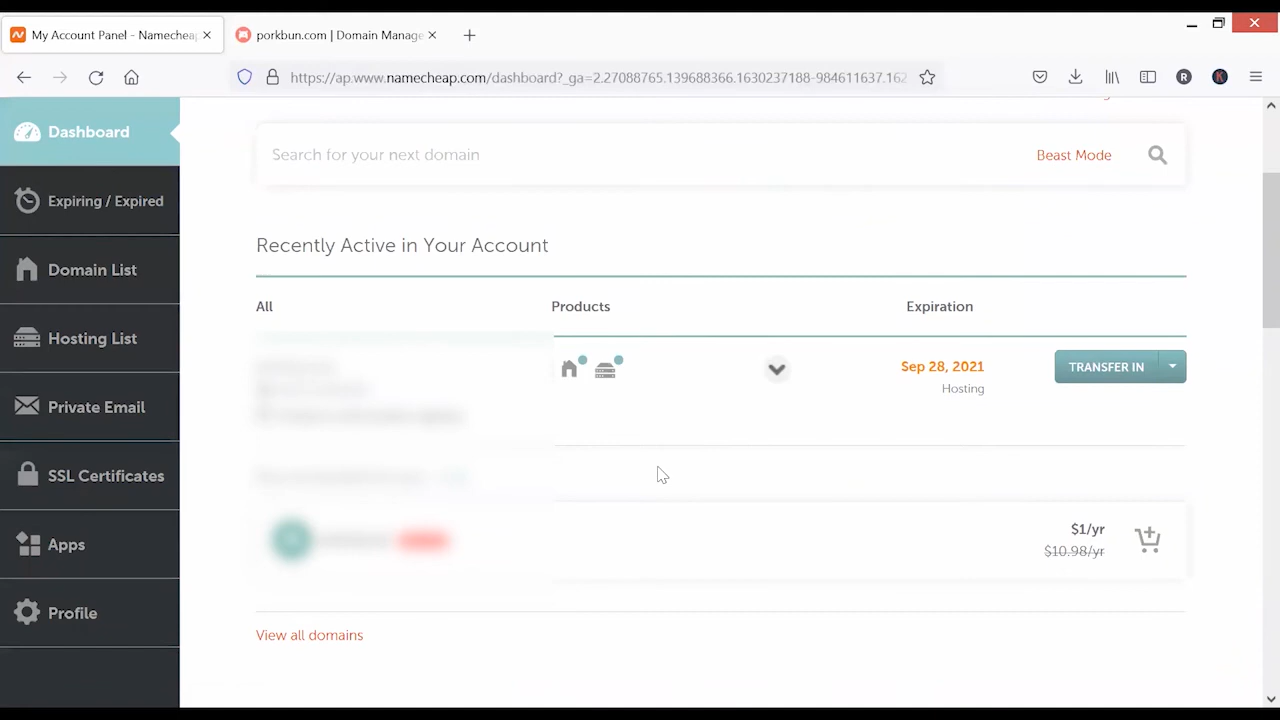 My Account Panel - Namecheap
porkbun.com | Domain Manage
https://ap.www.namecheap.com/dashboard?_ga=2.27088765.139688366.1630237188-984611637.162
R
K
Dashboard
Search for your next domain
Beast Mode
Expiring / Expired
Recently Active in Your Account
Domain List
All
Products
Expiration
Hosting List
Sep 28, 2021
TRANSFER IN
Hosting
Private Email
SSL Certificates
Apps
$1/yr
$10.98/yr
Profile
View all domains